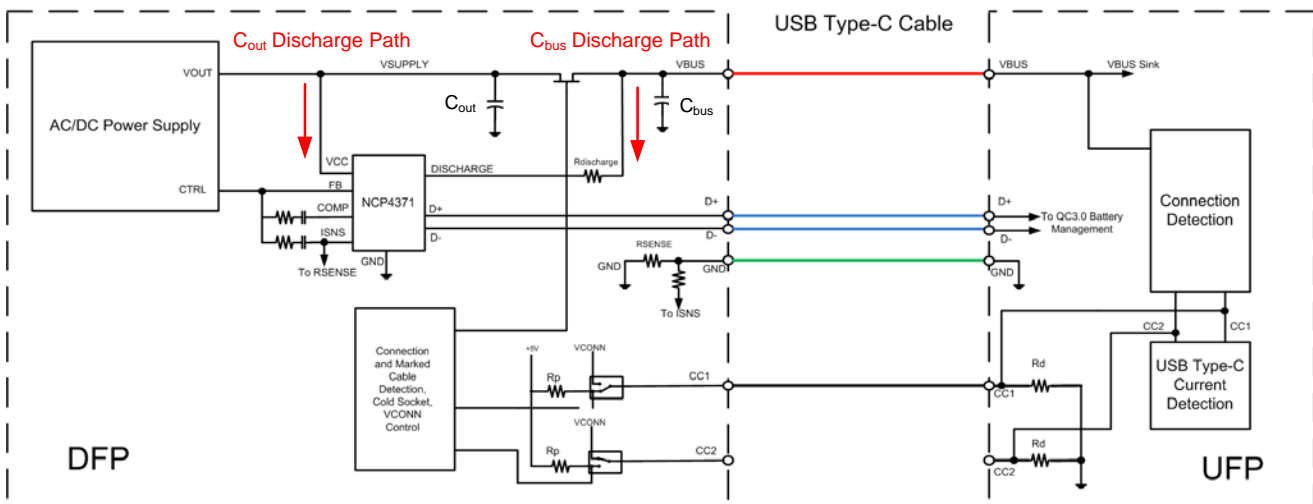 USB Type-C Cable
Cout Discharge Path
Cbus Discharge Path
VOUT
VSUPPLY
VBUS
VBUS
VBUS Sink
AC/DC Power Supply
Cout
Cbus
VCC
DISCHARGE
Rdischarge
CTRL
FB
NCP4371
COMP
D+
D+
D+
ISNS
D-
D-
D-
To QC3.0 Battery
Management
Connection
Detection
To RSENSE
GND
GND
RSENSE
GND
GND
To ISNS
CC2
CC1
Connection
and Marked
Cable
Detection,
Cold Socket,
VCONN
Control
+5V
VCONN
Rp
CC1
CC1
Rd
USB Type-C
Current
Detection
VCONN
Rp
CC2
CC2
Rd
DFP
UFP